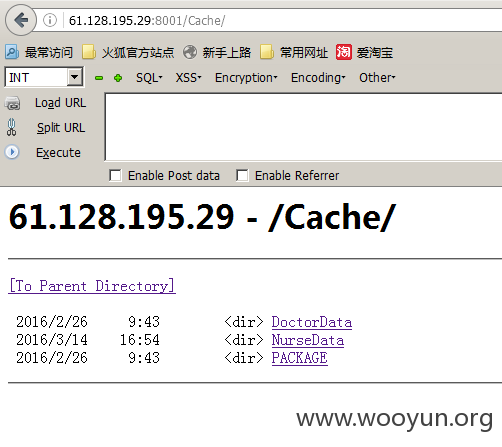 61.128.195.29:8001/Cache/
最常访问 火狐官方站点 新手上路 常用网址 淘 爱淘宝
INT SQL XSS Encryption Encoding Other
Load URL
Split URL
Execute
Enable Post data Enable Referrer
61.128.195.29 - /Cache/
[To Parent Directory]
2016/2/26 9:43 <dir> DoctorData
2016/3/14 16:54 <dir> NurseData
2016/2/26 9:43 <dir> PACKAGE
www.wooyun.org